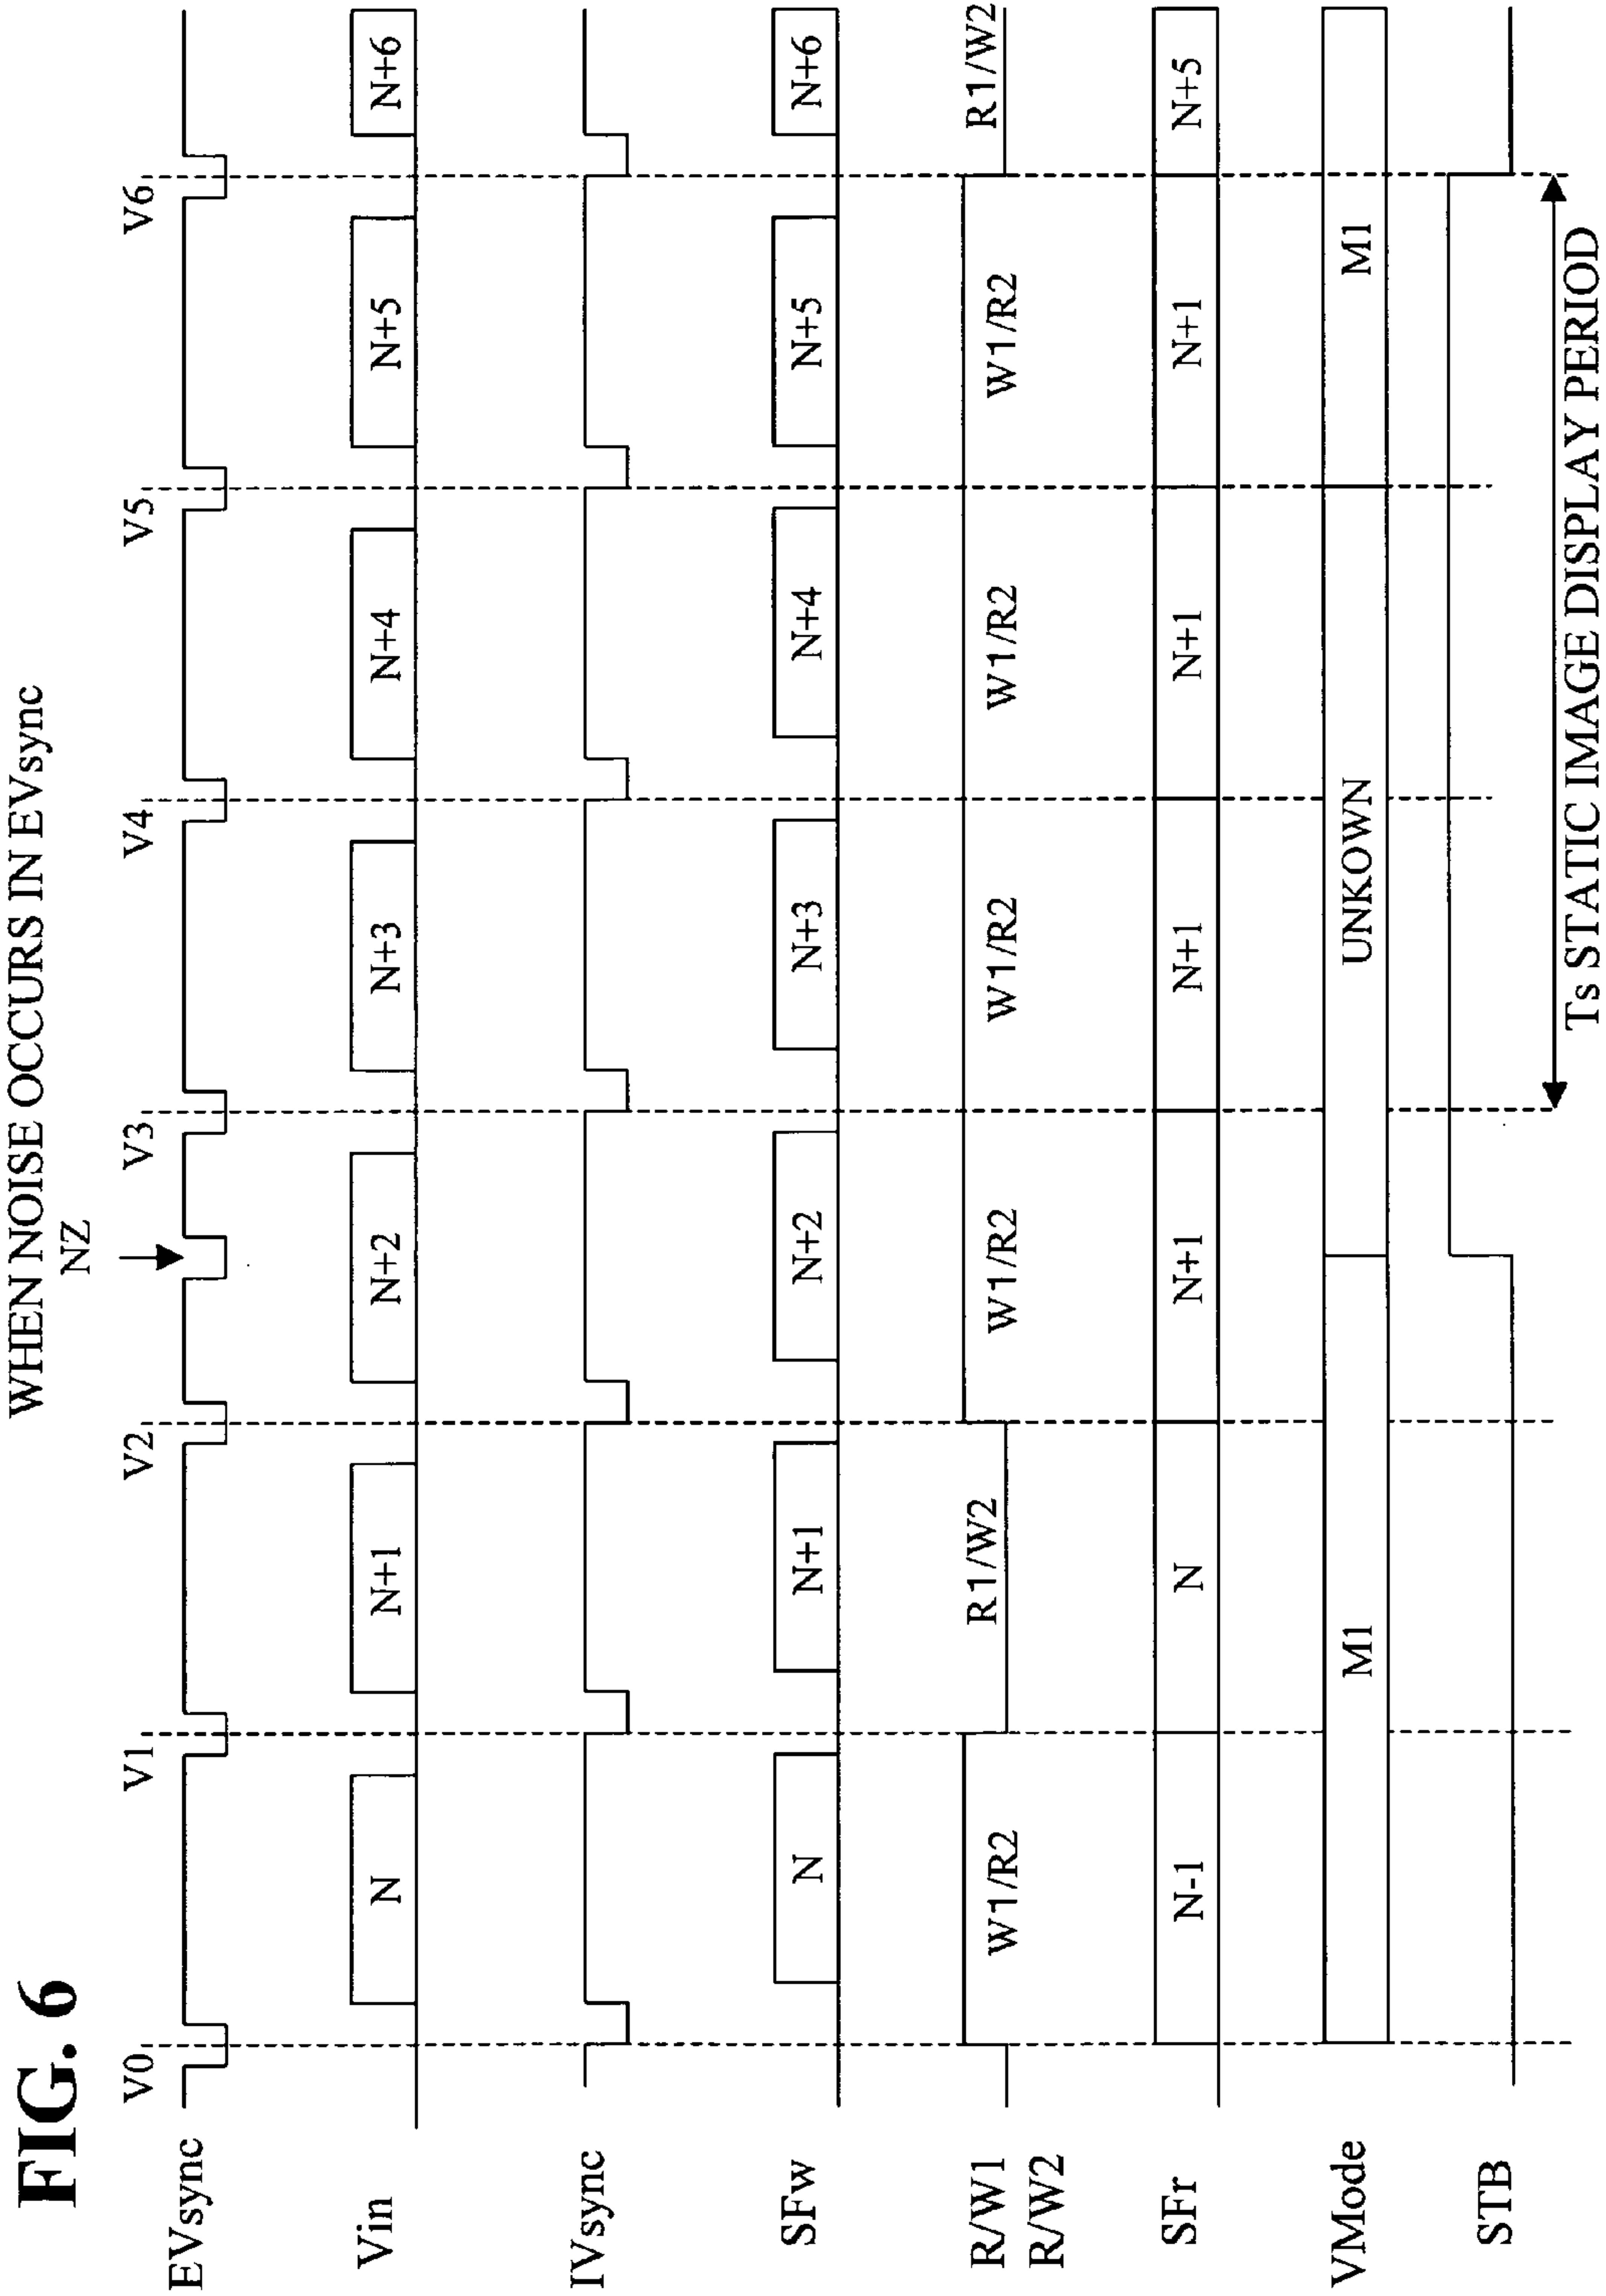 FIG. 6
WHEN NOISE OCCURS IN EVsync
NZ
V0 V1 V2 V3 V4 V5 V6
EVsync
Vin N N+1 N+2 N+3 N+4 N+5 N+6
IVsync
SFw N N+1 N+2 N+3 N+4 N+5 N+6
R/W1 W1/R2 R1/W2 W1/R2 W1/R2 W1/R2 W1/R2 R1/W2
R/W2
SFr N-1 N N+1 N+1 N+1 N+1 N+5
VMode M1 UNKOWN M1
STB
Ts STATIC IMAGE DISPLAY PERIOD